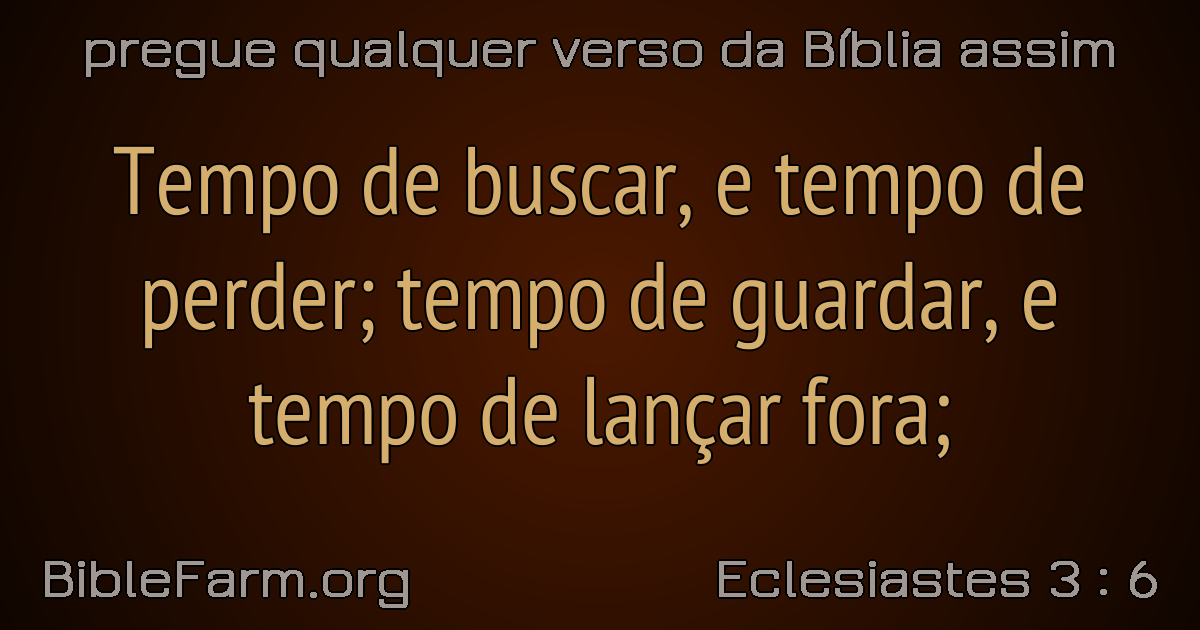 pregue qualquer verso da Bíblia assim
Tempo de buscar, e tempo de
perder; tempo de guardar, e
tempo de lançar fora;
BibleFarm.org
Eclesiastes 3 : 6